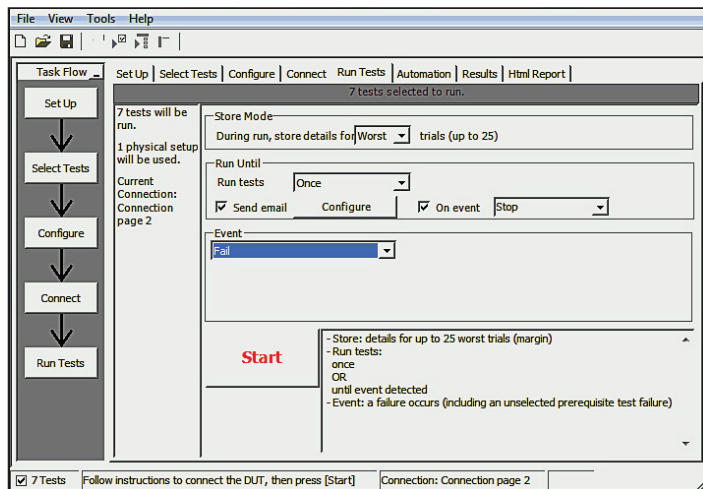 File View Tools Help
Task Flow
Set Up
Select Tests
Configure
Connect
Run Tests
Set Up Select Tests Configure Connect Run Tests Automation Results Html Report
7 tests selected to run.
7 tests will be
run.
1 physical setup
will be used.
Current
Connection:
Connection
page 2
Store Mode
During run, store details for Worst trials (up to 25)
Run Until
Run tests Once
Send email Configure On event Stop
Event
Fail
Start
- Store: details for up to 25 worst trials (margin)
- Run tests:
once
OR
until event detected
- Event: a failure occurs (including an unselected prerequisite test failure)
7 Tests Follow instructions to connect the DUT, then press [Start] Connection: Connection page 2